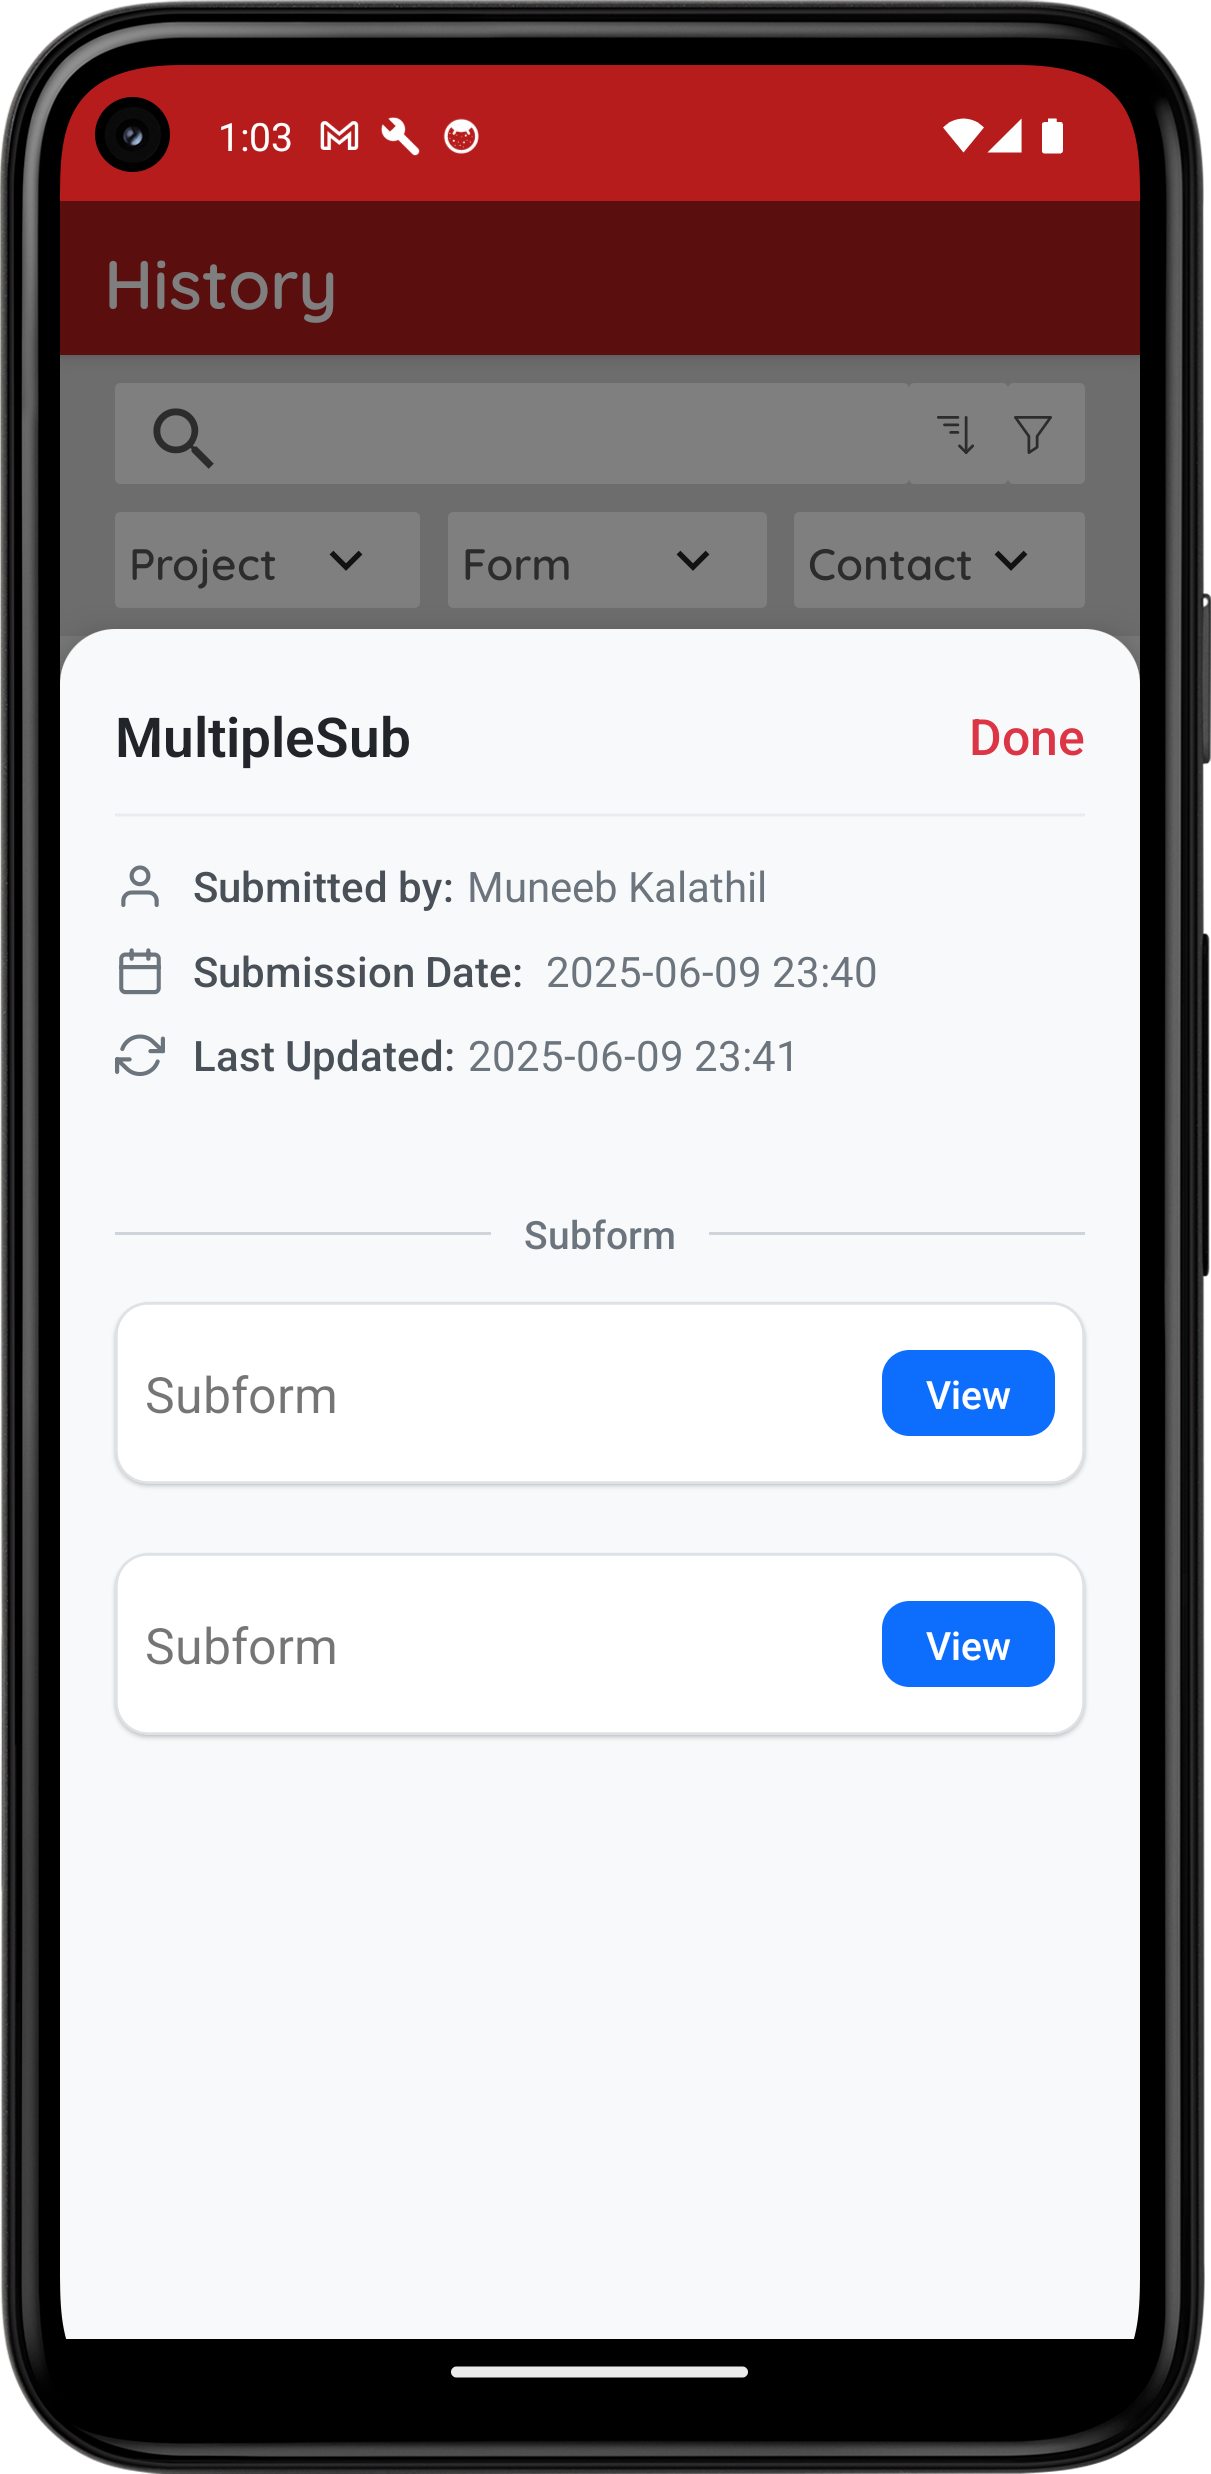 1:03
History
Project Form Contact
MultipleSub Done
Submitted by: Muneeb Kalathil
Submission Date: 2025-06-09 23:40
Last Updated: 2025-06-09 23:41
Subform
Subform View
Subform View